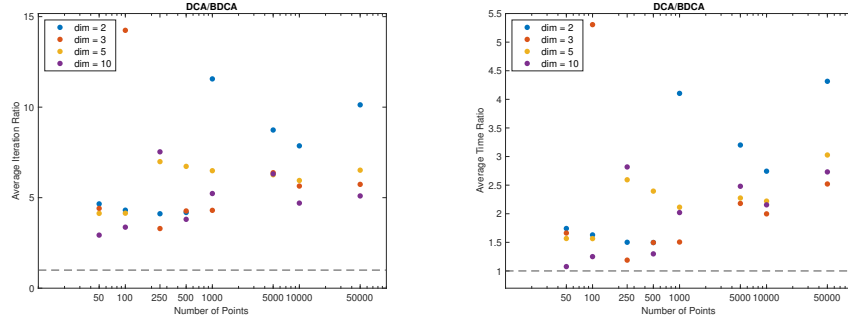 DCA/BDCA
dim = 2
dim = 3
dim = 5
dim = 10
15
10
5
0
Average Iteration Ratio
50 100 250 500 1000 5000 10000 50000
Number of Points
DCA/BDCA
dim = 2
dim = 3
dim = 5
dim = 10
5.5
5
4.5
4
3.5
3
2.5
2
1.5
1
Average Time Ratio
50 100 250 500 1000 5000 10000 50000
Number of Points